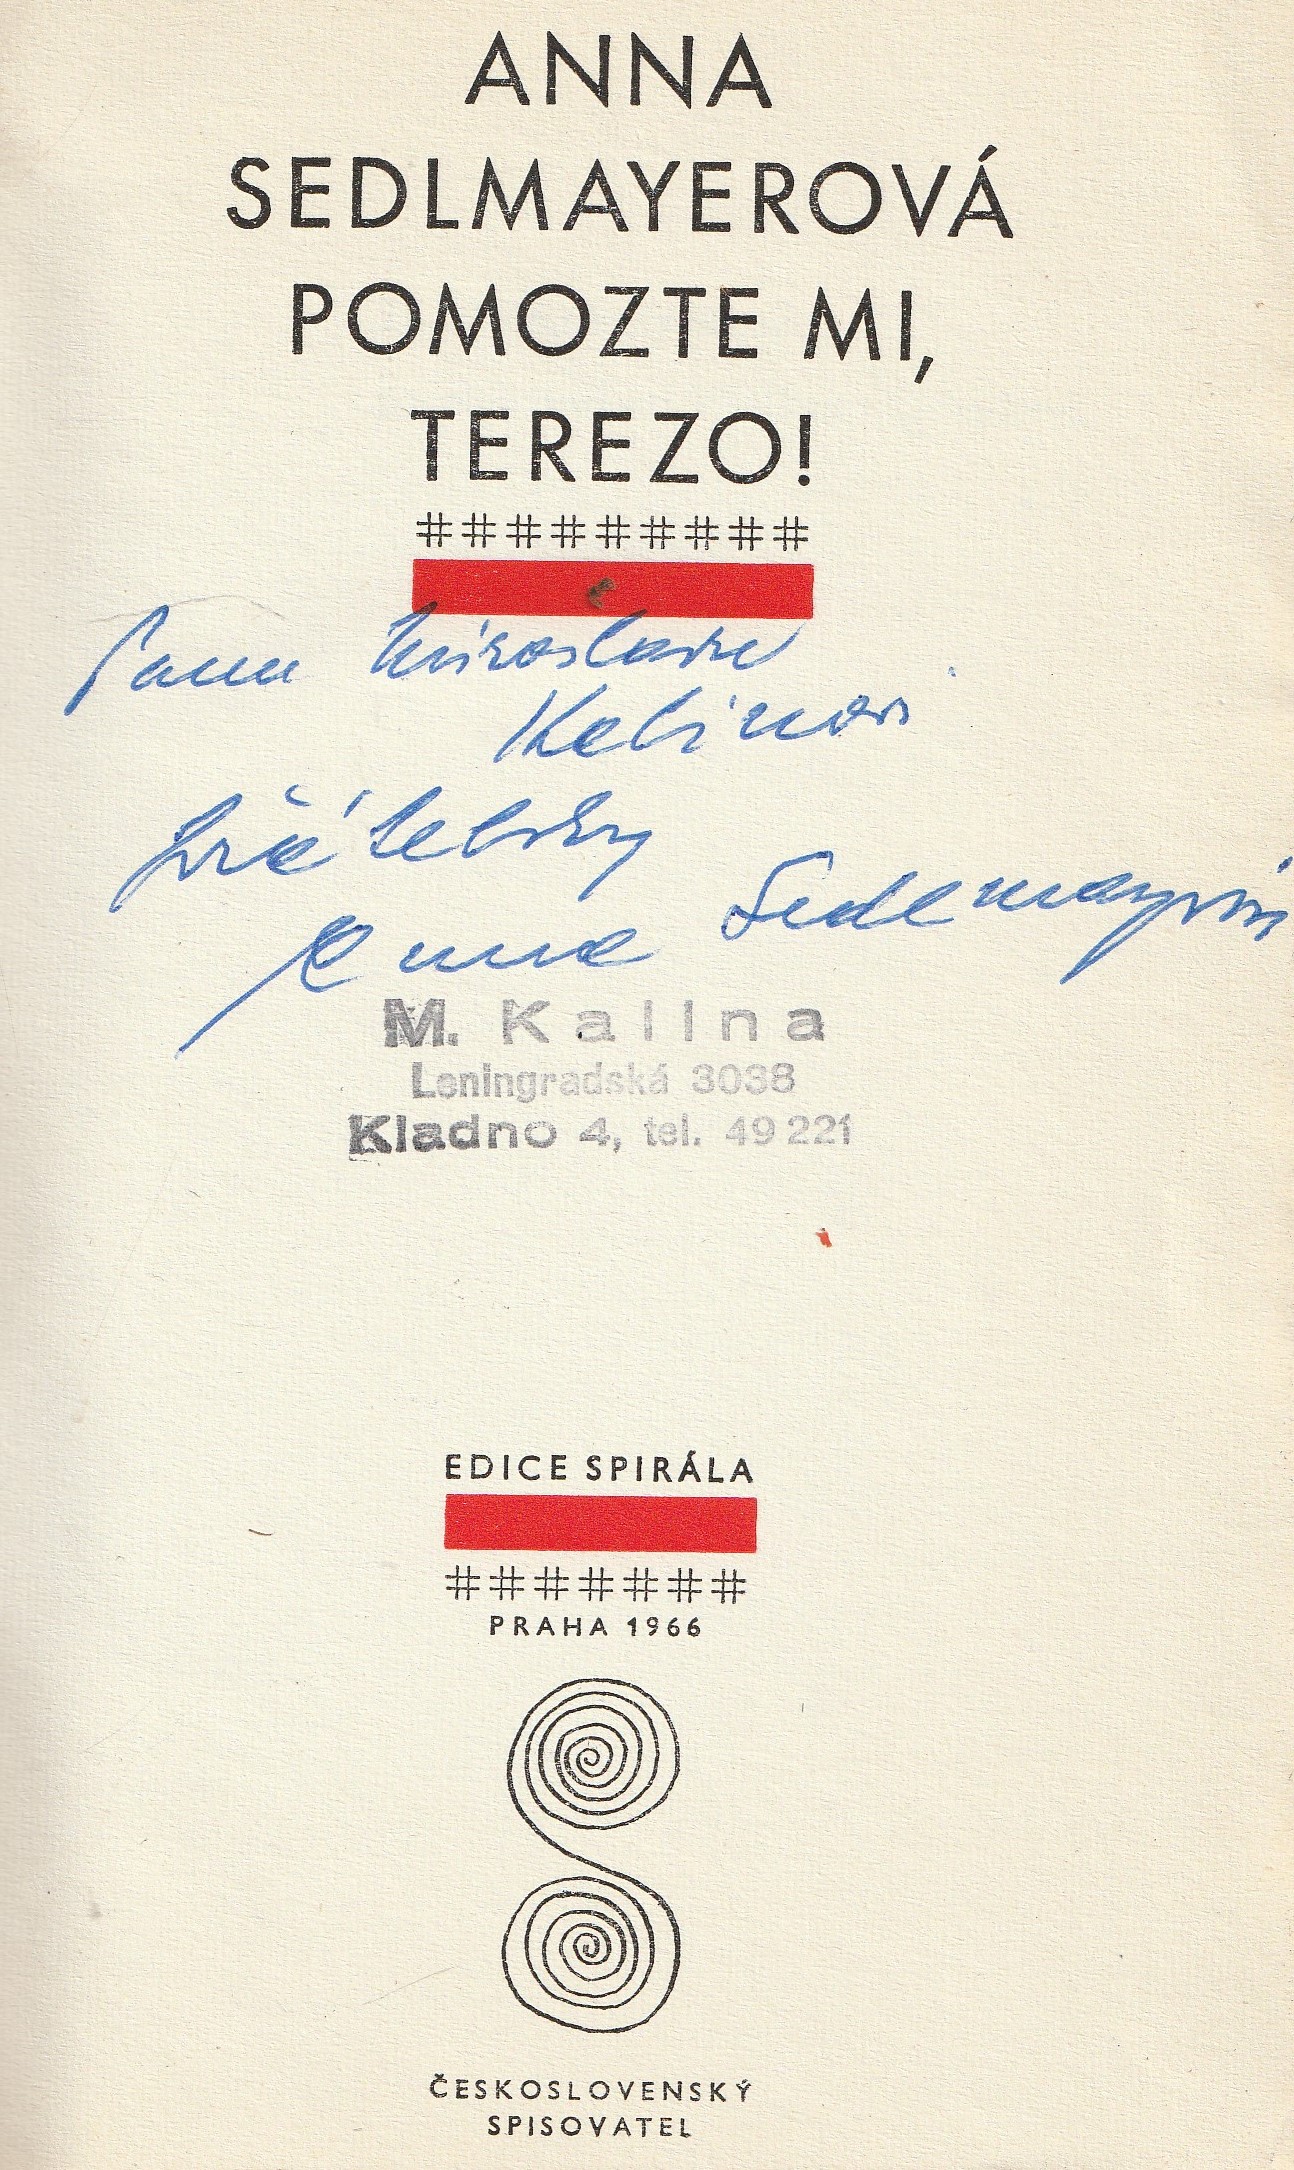 ANNA
SEDLMAYEROVÁ
POMOZTE MI,
TEREZO!
#########
Panu Miroslavu
Kalinovi
přátelsky
Anna Sedlmayerov
M. Kalina
Leningradská 3038
Kladno 4, tel. 49 221
EDICE SPIRÁLA
#######
PRAHA 1966
ČESKOSLOVENSKÝ
SPISOVATEL